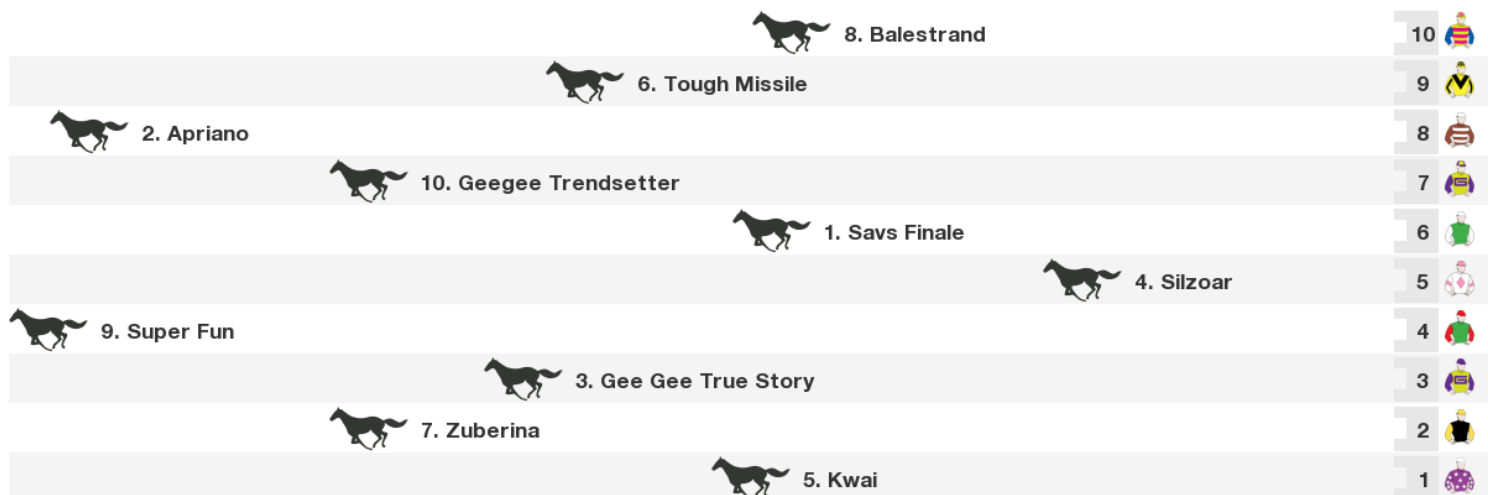 8. Balestrand 10
6. Tough Missile 9
2. Apriano 8
10. Geegee Trendsetter 7
1. Savs Finale 6
4. Silzoar 5
9. Super Fun 4
3. Gee Gee True Story 3
7. Zuberina 2
5. Kwai 1